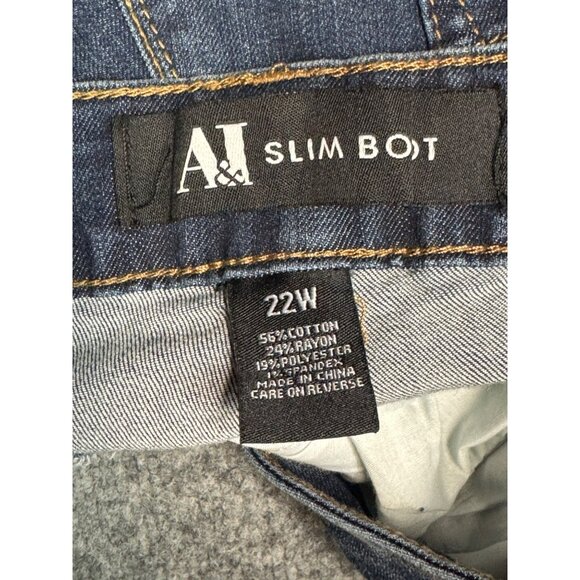 A&I SLIM BOOT
22W
56% COTTON
24% RAYON
19% POLYESTER
1% SPANDEX
MADE IN CHINA
CARE ON REVERSE